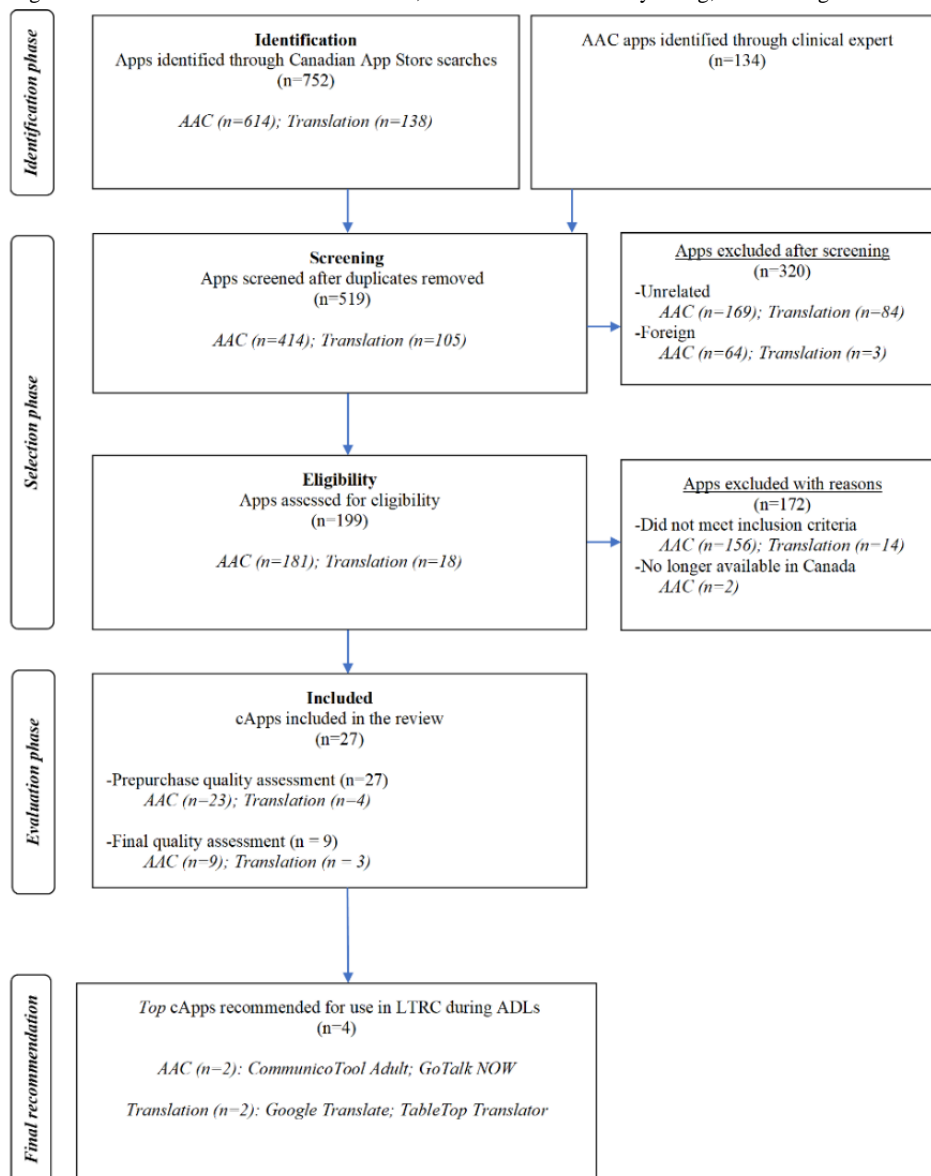 Identification phase
Identification
Apps identified through Canadian App Store searches
(n=752)
AAC (n=614); Translation (n=138)
AAC apps identified through clinical expert
(n=134)
Selection phase
Screening
Apps screened after duplicates removed
(n=519)
AAC (n=414); Translation (n=105)
Apps excluded after screening
(n=320)
-Unrelated
AAC (n=169); Translation (n=84)
-Foreign
AAC (n=64); Translation (n=3)
Eligibility
Apps assessed for eligibility
(n=199)
AAC (n=181); Translation (n=18)
Apps excluded with reasons
(n=172)
-Did not meet inclusion criteria
AAC (n=156); Translation (n=14)
-No longer available in Canada
AAC (n=2)
Evaluation phase
Included
cApps included in the review
(n=27)
-Prepurchase quality assessment (n=27)
AAC (n=23); Translation (n=4)
-Final quality assessment (n = 9)
AAC (n=9); Translation (n = 3)
Final recommendation
Top cApps recommended for use in LTRC during ADLs
(n=4)
AAC (n=2): CommunicoTool Adult; GoTalk NOW
Translation (n=2): Google Translate; TableTop Translator